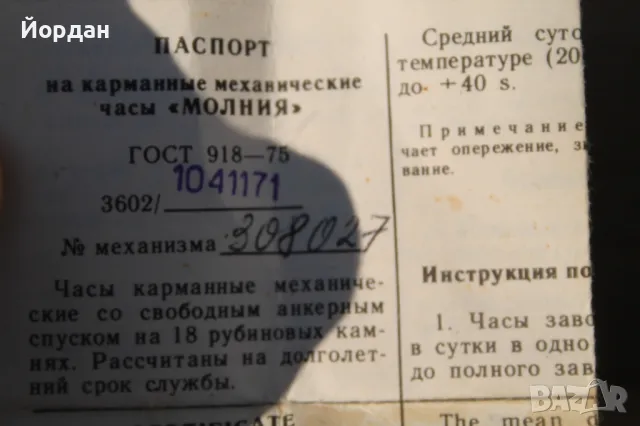 Йордан
ПАСПОРТ
на карманные механические
часы «МОЛНИЯ»
ГОСТ 918—75
1041171
3602/
№ механизма 308027
Часы карманные механиче-
ские со свободным анкерным
спуском на 18 рубиновых кам-
нях. Рассчитаны на долголет-
ний срок службы.
Средний суто
температуре (20
до +40 s.
Примечание
чает опережение, з
вание.
Инструкция по
1. Часы заво
в сутки в одно
до полного зав
The mean d
BAZAR